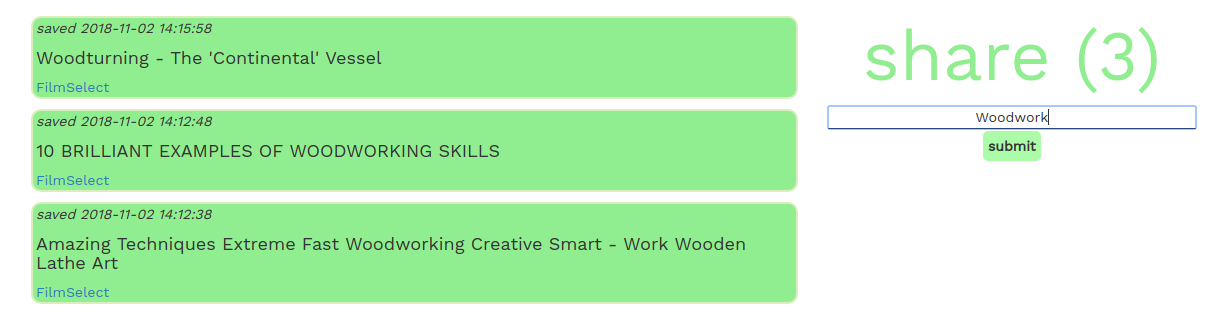 saved 2018-11-02 14:15:58
Woodturning - The 'Continental' Vessel
FilmSelect
saved 2018-11-02 14:12:48
10 BRILLIANT EXAMPLES OF WOODWORKING SKILLS
FilmSelect
saved 2018-11-02 14:12:38
Amazing Techniques Extreme Fast Woodworking Creative Smart - Work Wooden
Lathe Art
FilmSelect
share (3)
Woodwork
submit